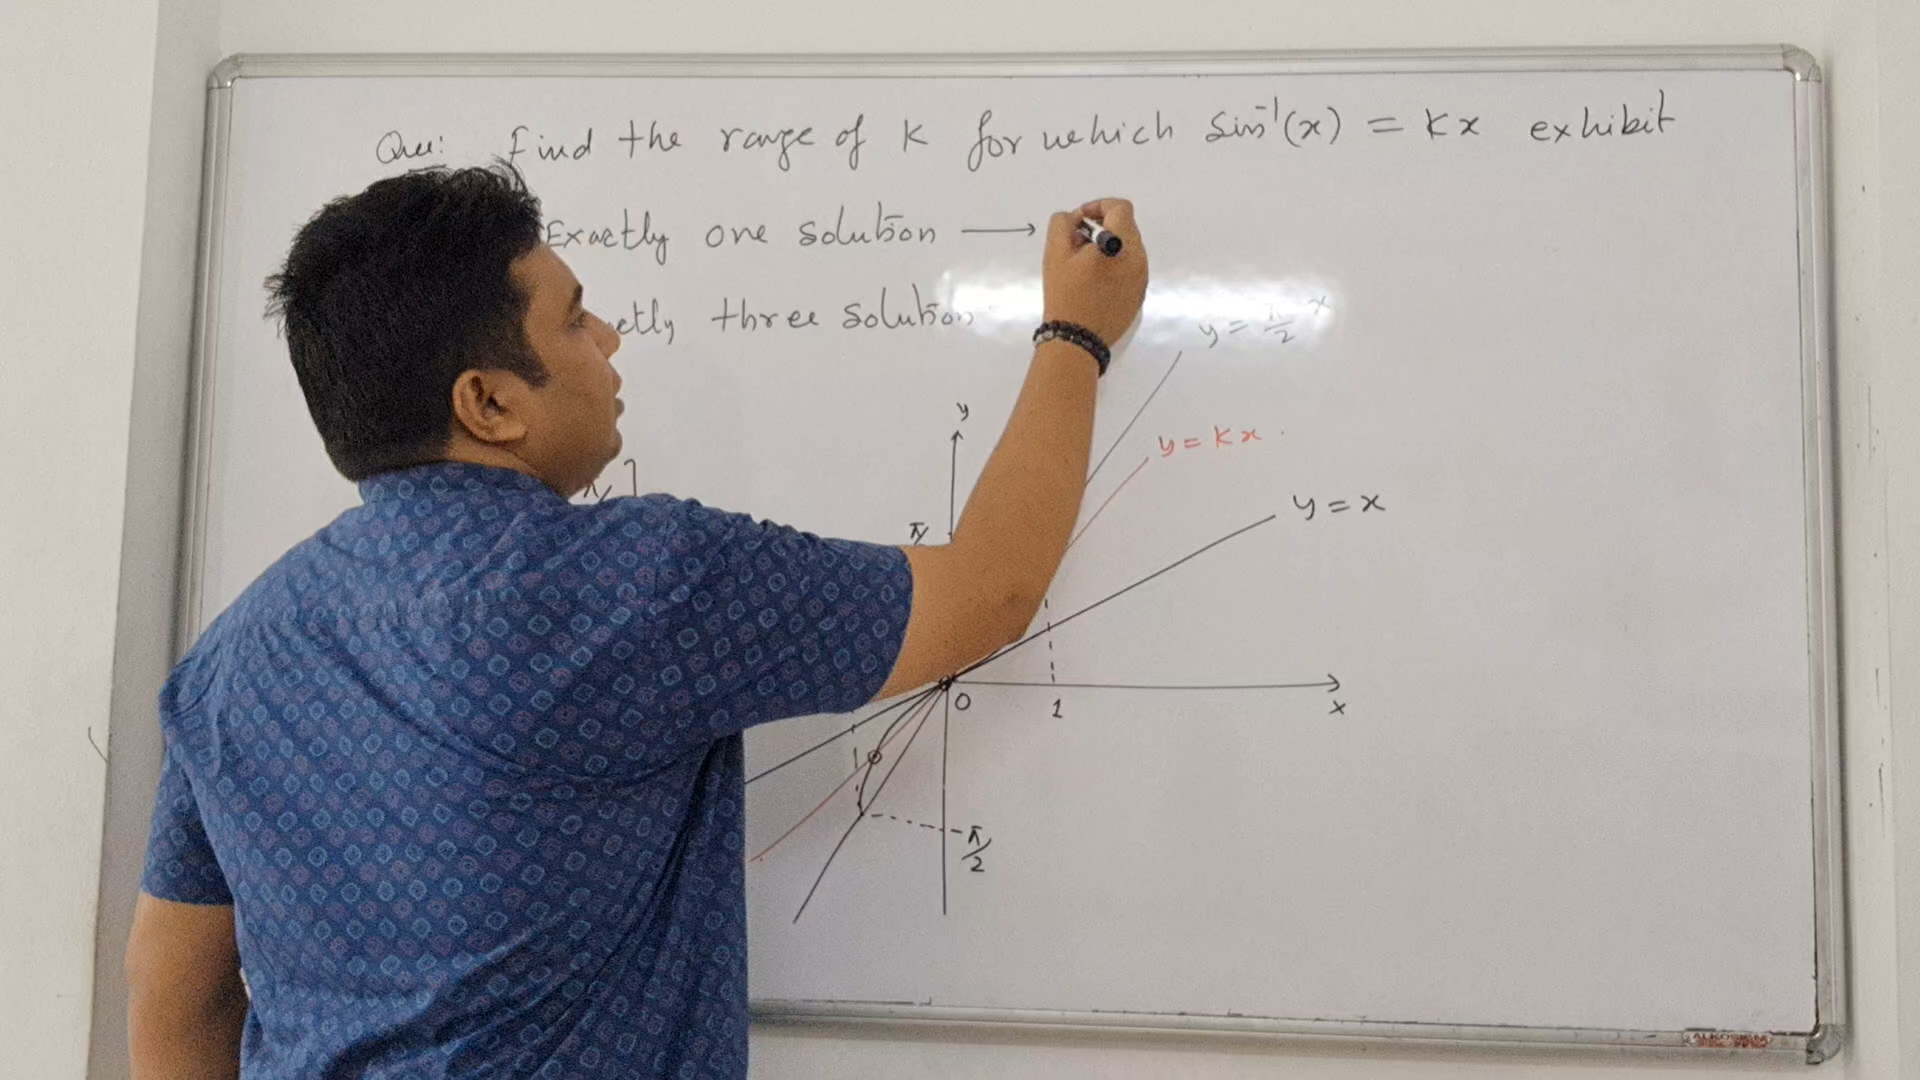 Que: Find the range of K for which sin⁻¹(x) = Kx exhibit
Exactly one solution →
ctly three solution
y = π/2 x
y
y = Kx
π/
π/
y = x
0
1
x
π/2